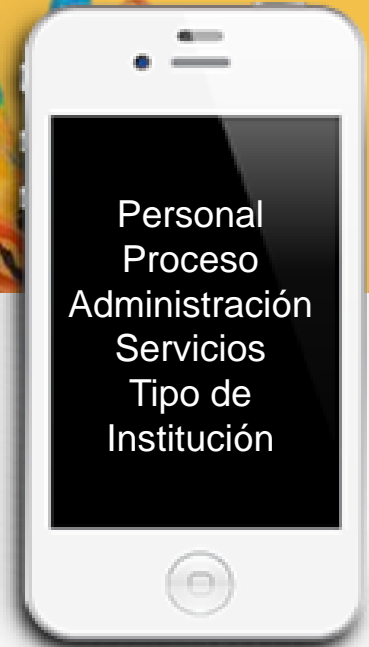 Personal
Proceso
Administración
Servicios
Tipo de
Institución